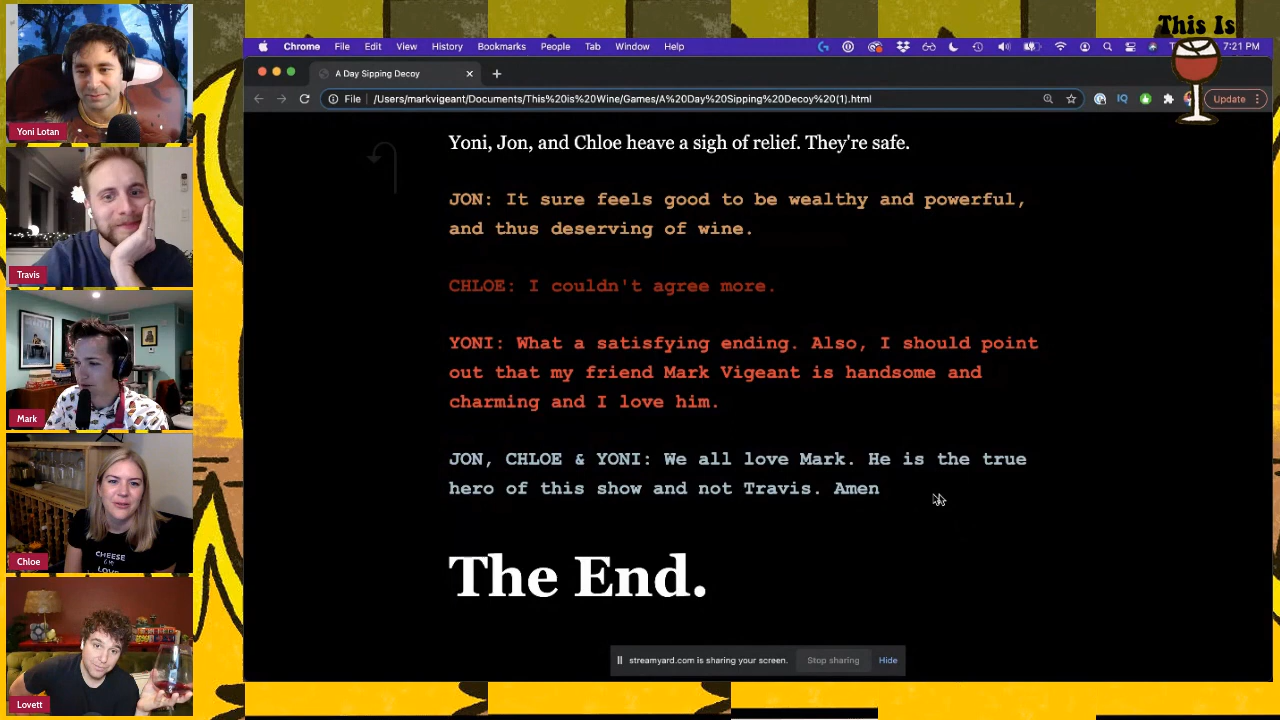 This Is
Chrome File Edit View History Bookmarks People Tab Window Help
7:21 PM
A Day Sipping Decoy
File /Users/markvigeant/Documents/This%20is%20Wine/Games/A%20Day%20Sipping%20Decoy%20(1).html
IQ
Update
Yoni, Jon, and Chloe heave a sigh of relief. They're safe.
JON: It sure feels good to be wealthy and powerful,
and thus deserving of wine.
CHLOE: I couldn't agree more.
YONI: What a satisfying ending. Also, I should point
out that my friend Mark Vigeant is handsome and
charming and I love him.
JON, CHLOE & YONI: We all love Mark. He is the true
hero of this show and not Travis. Amen
The End.
streamyard.com is sharing your screen. Stop sharing Hide
Yoni Lotan
Travis
Mark
CHEESE
LOVE
Chloe
Lovett